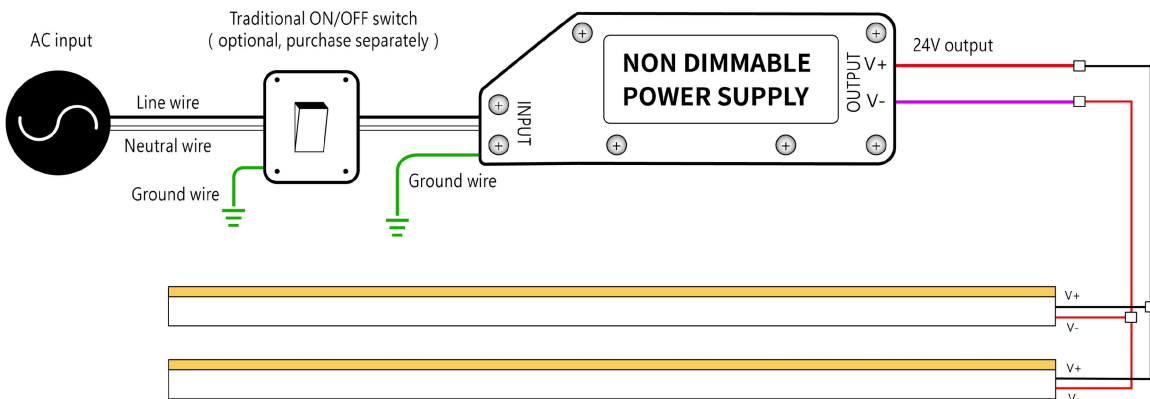 AC input
Traditional ON/OFF switch
( optional, purchase separately )
Line wire
Neutral wire
Ground wire
Ground wire
INPUT
NON DIMMABLE
POWER SUPPLY
OUTPUT
V+
V-
24V output
V+
V-
V+
V-